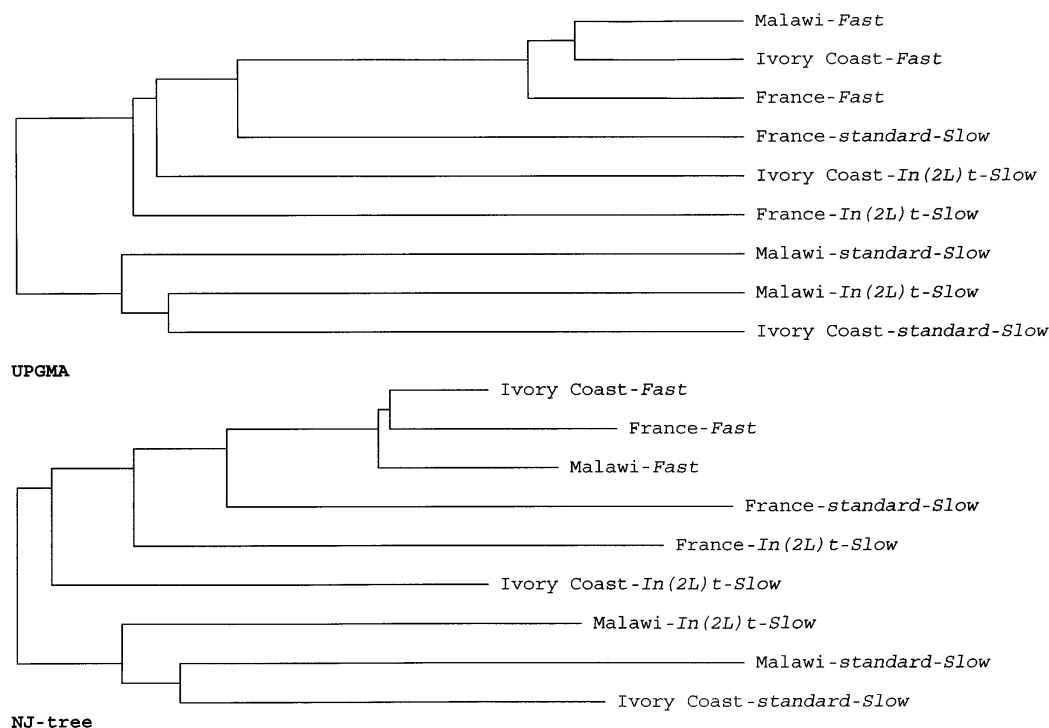 Malawi-Fast
Ivory Coast-Fast
France-Fast
France-standard-Slow
Ivory Coast-In(2L)t-Slow
France-In(2L)t-Slow
Malawi-standard-Slow
Malawi-In(2L)t-Slow
Ivory Coast-standard-Slow
UPGMA
Ivory Coast-Fast
France-Fast
Malawi-Fast
France-standard-Slow
France-In(2L)t-Slow
Ivory Coast-In(2L)t-Slow
Malawi-In(2L)t-Slow
Malawi-standard-Slow
Ivory Coast-standard-Slow
NJ-tree